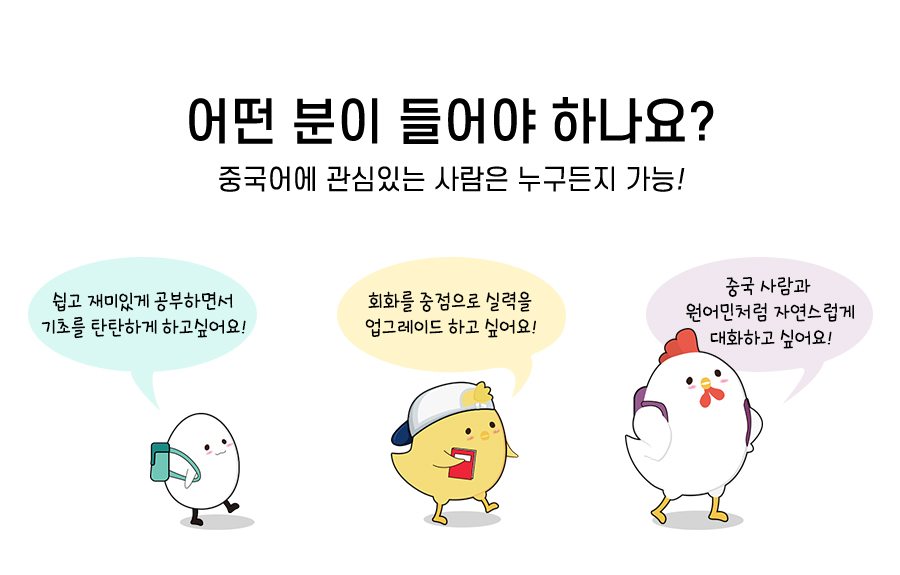 어떤 분이 들어야 하나요?
중국어에 관심있는 사람은 누구든지 가능!
쉽고 재미있게 공부하면서
기초를 탄탄하게 하고싶어요!
회화를 중점으로 실력을
업그레이드 하고 싶어요!
중국 사람과
원어민처럼 자연스럽게
대화하고 싶어요!